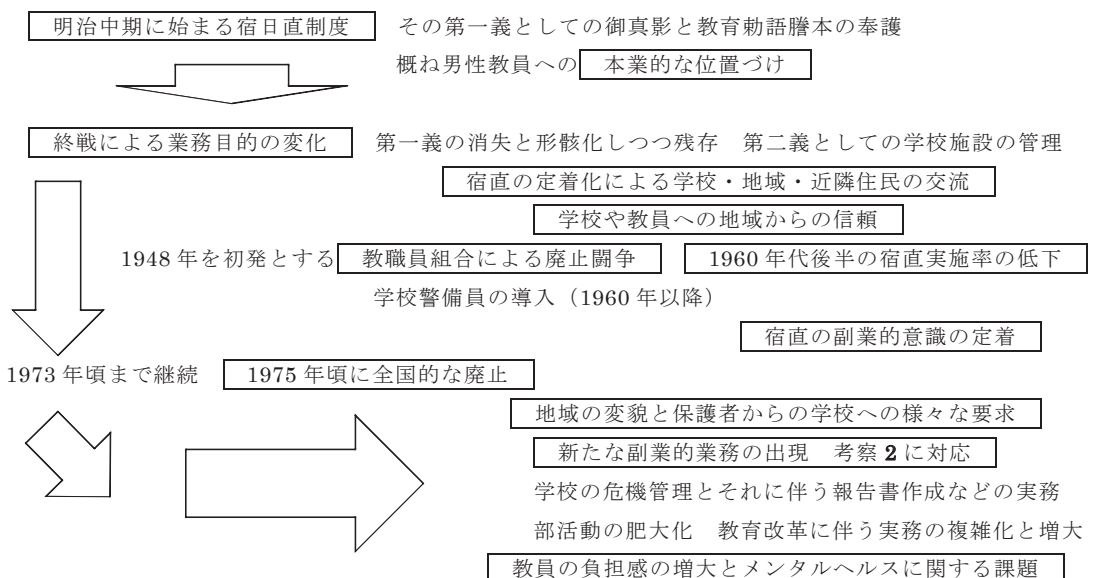 明治中期に始まる宿日直制度　その第一義としての御真影と教育勅語謄本の奉護
概ね男性教員への　本業的な位置づけ
終戦による業務目的の変化　第一義の消失と形骸化しつつ残存　第二義としての学校施設の管理
宿直の定着化による学校・地域・近隣住民の交流
学校や教員への地域からの信頼
1948 年を初発とする　教職員組合による廃止闘争　1960 年代後半の宿直実施率の低下
学校警備員の導入（1960 年以降）
宿直の副業的意識の定着
1973 年頃まで継続　1975 年頃に全国的な廃止
地域の変貌と保護者からの学校への様々な要求
新たな副業的業務の出現　考察 2 に対応
学校の危機管理とそれに伴う報告書作成などの実務
部活動の肥大化　教育改革に伴う実務の複雑化と増大
教員の負担感の増大とメンタルヘルスに関する課題